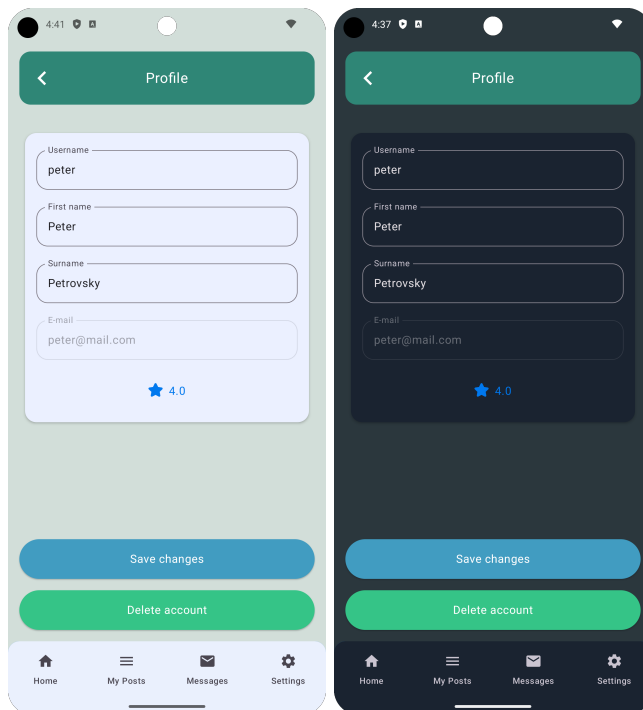 4:41
Profile
Username
peter
First name
Peter
Surname
Petrovsky
E-mail
peter@mail.com
4.0
Save changes
Delete account
Home My Posts Messages Settings
4:37
Profile
Username
peter
First name
Peter
Surname
Petrovsky
E-mail
peter@mail.com
4.0
Save changes
Delete account
Home My Posts Messages Settings